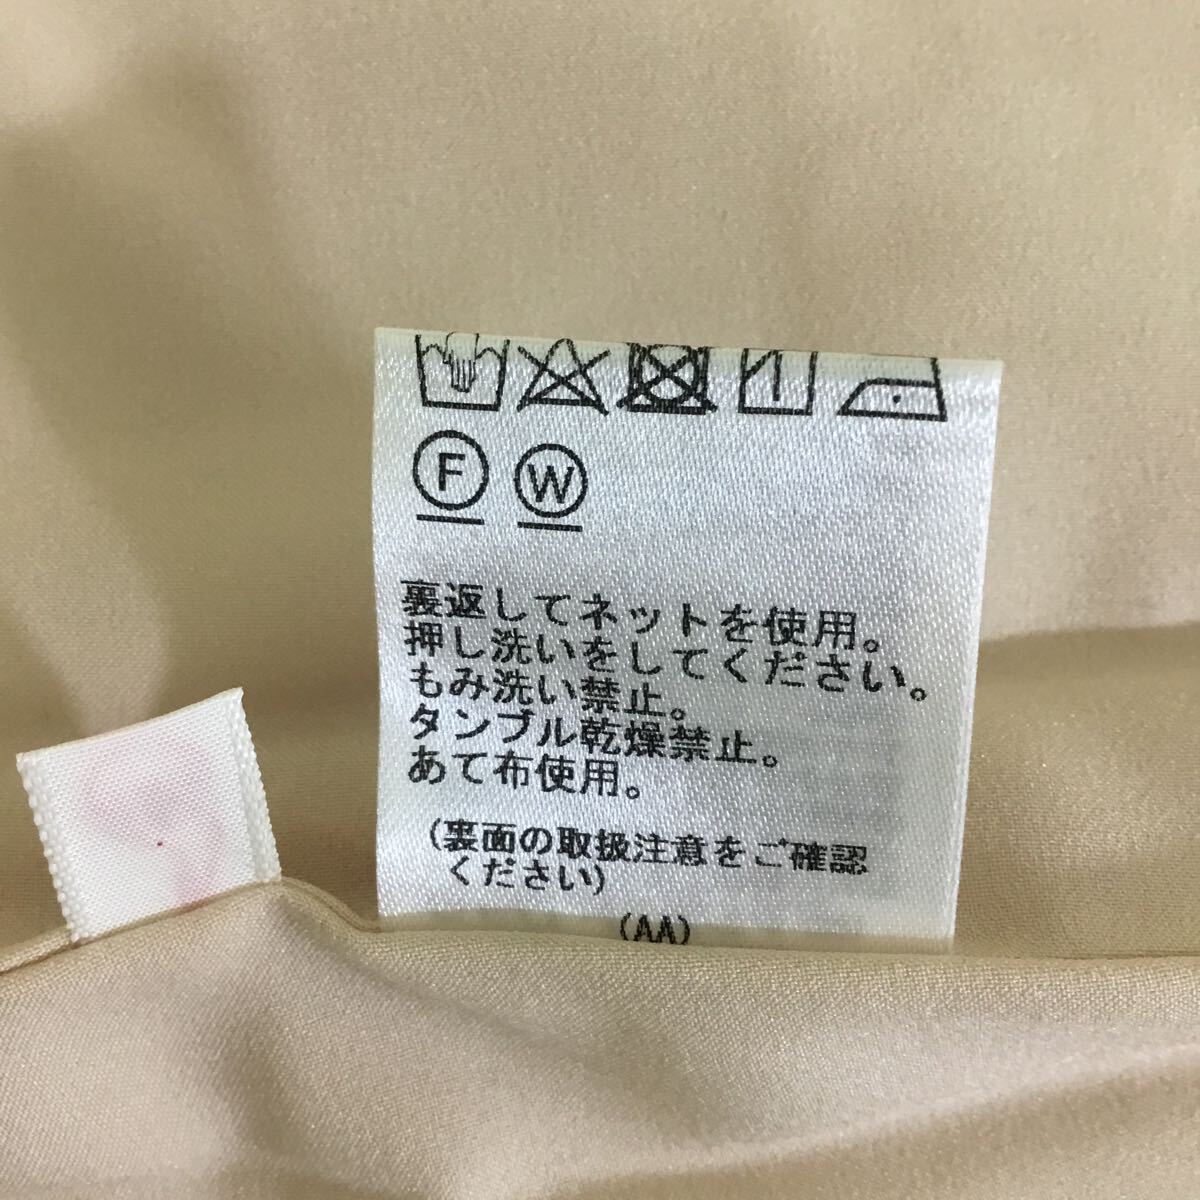 F W
裏返してネットを使用。
押し洗いをしてください。
もみ洗い禁止。
タンブル乾燥禁止。
あて布使用。
(裏面の取扱注意をご確認
ください)
(AA)